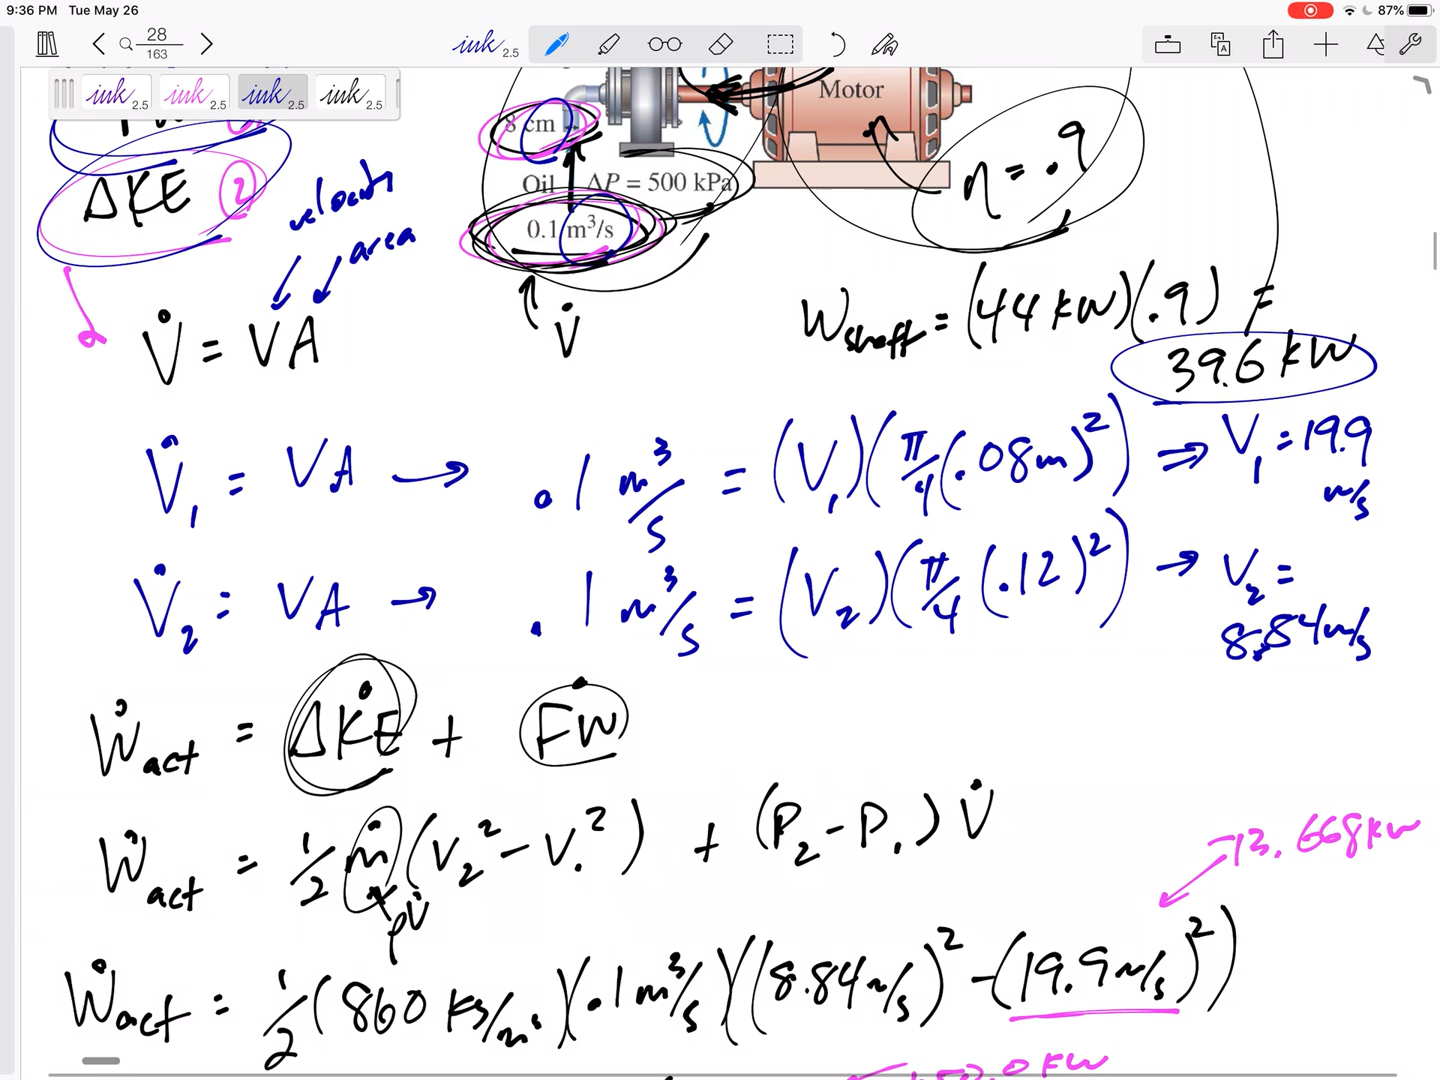 9:36 PM Tue May 26
87%
28
163
ink 2.5
ink 2.5 ink 2.5 ink 2.5 ink 2.5
8 cm
Motor
η = .9
ΔKE 2
velocity
area
Oil ΔP = 500 kPa
0.1 m³/s
V̇
V̇ = VA
Wshaft = (44 kW)(.9) =
39.6 kW
V̇₁ = VA → .1 m³/s = (V₁)(π/4(.08m)²) ⇒ V₁ = 19.9 m/s
V̇₂ = VA → .1 m³/s = (V₂)(π/4(.12)²) → V₂ = 8.84 m/s
Ẇact = ΔK̇E + FẆ
Ẇact = 1/2 ṁ (V₂² - V₁²) + (P₂ - P₁) V̇
ρV̇
-13.668 kW
Ẇact = 1/2 (860 kg/m³)(.1 m³/s)((8.84 m/s)² - (19.9 m/s)²)